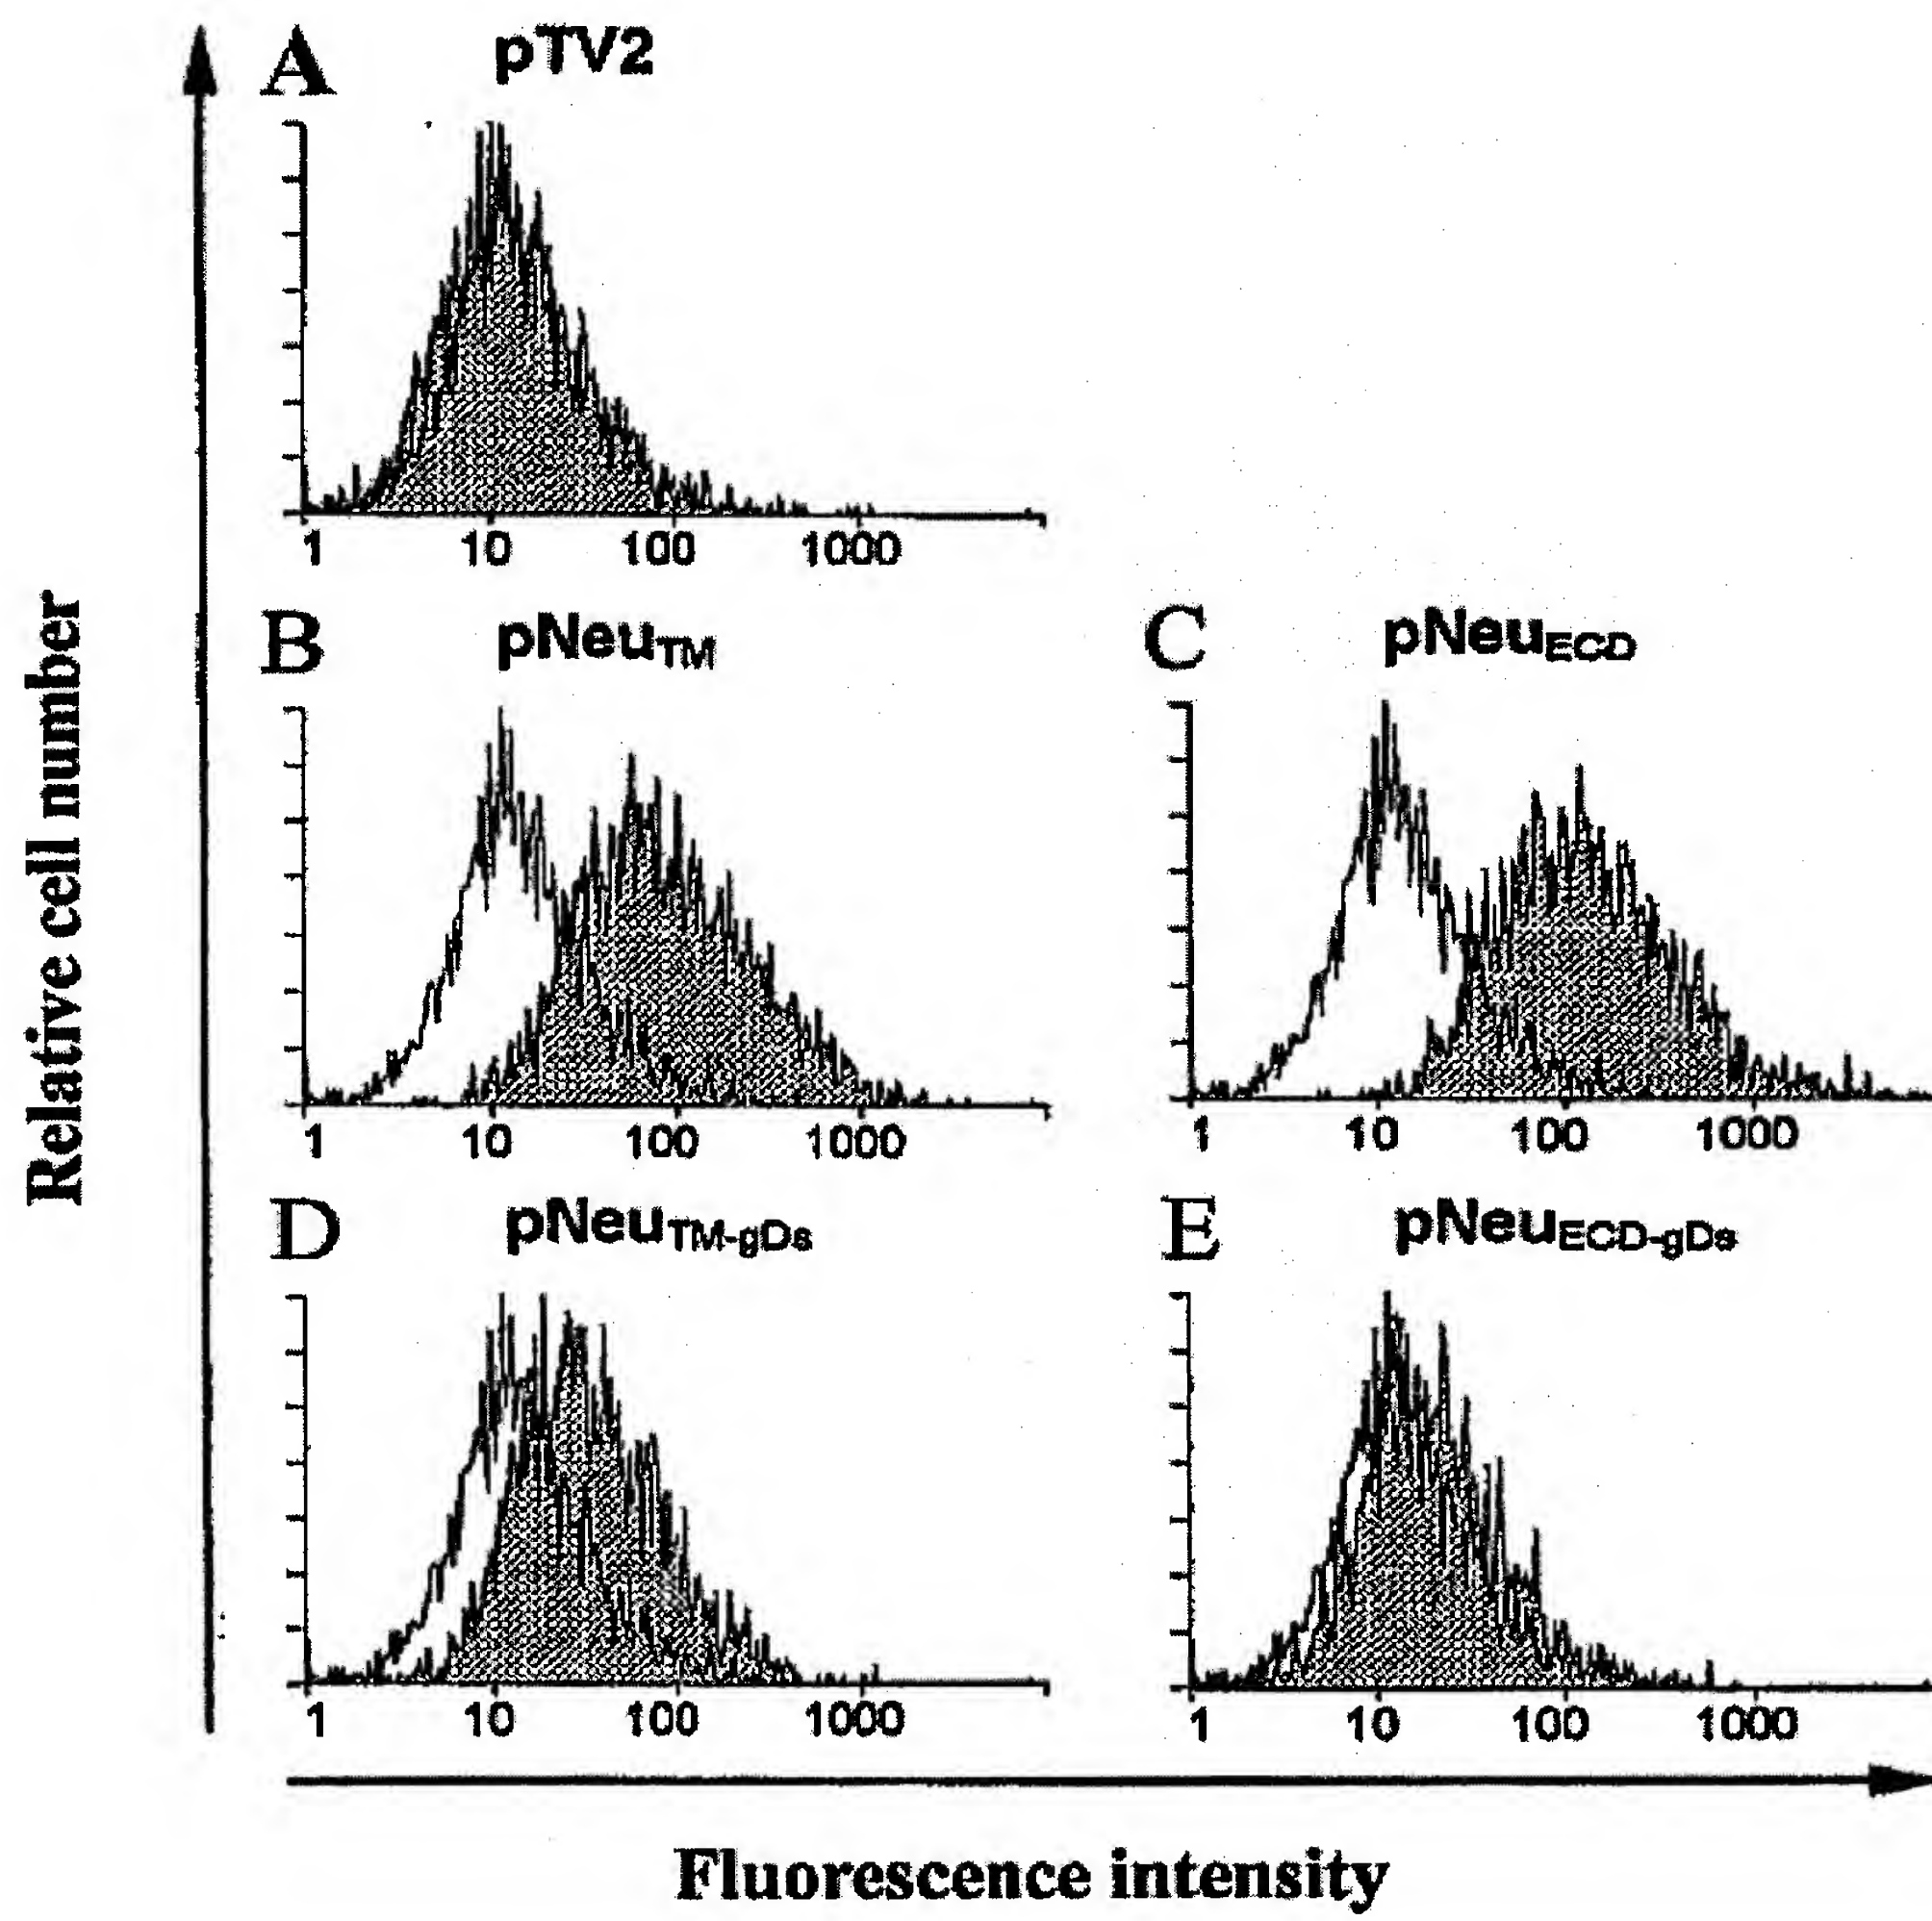 A pTV2
1 10 100 1000
B pNeuTM
C pNeuECD
1 10 100 1000
1 10 100 1000
D pNeuTM-gDs
E pNeuECD-gDs
1 10 100 1000
1 10 100 1000
Relative cell number
Fluorescence intensity